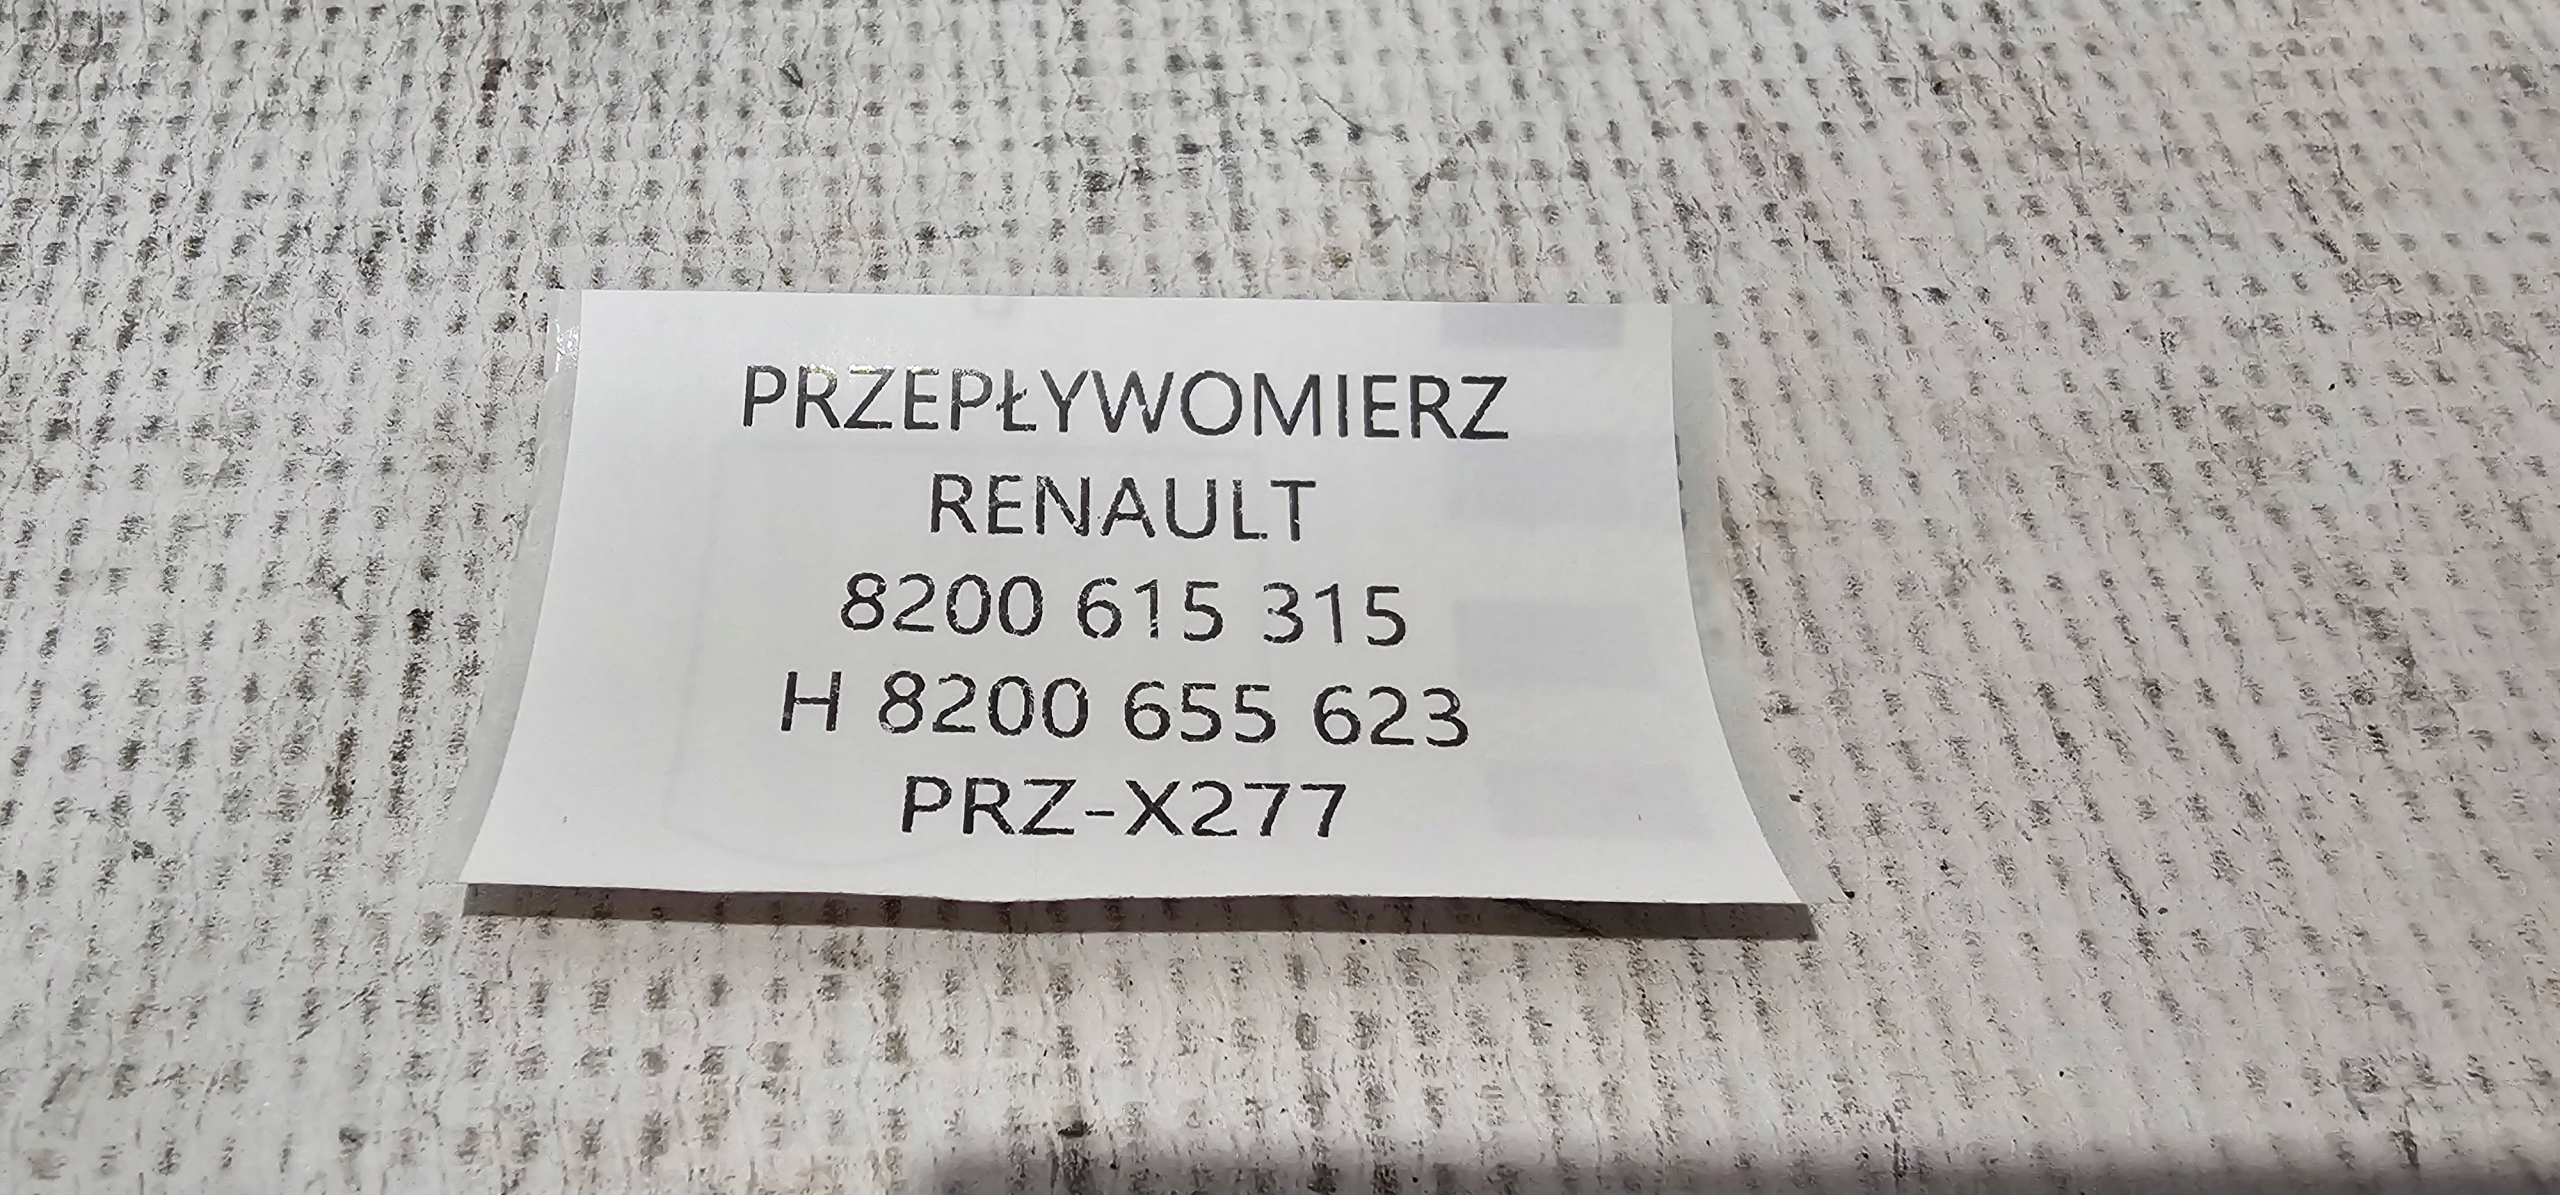 PRZEPŁYWOMIERZ
RENAULT
8200 615 315
H 8200 655 623
PRZ-X277